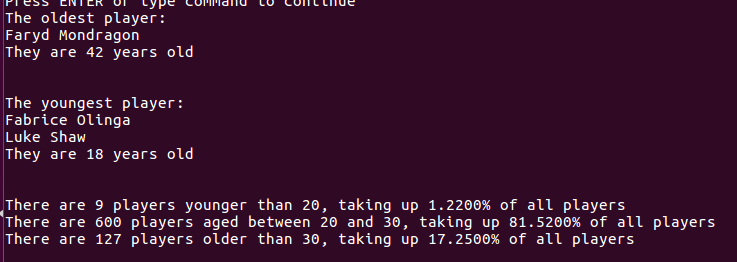 Press ENTER or type command to continue
The oldest player:
Faryd Mondragon
They are 42 years old
The youngest player:
Fabrice Olinga
Luke Shaw
They are 18 years old
There are 9 players younger than 20, taking up 1.2200% of all players
There are 600 players aged between 20 and 30, taking up 81.5200% of all players
There are 127 players older than 30, taking up 17.2500% of all players